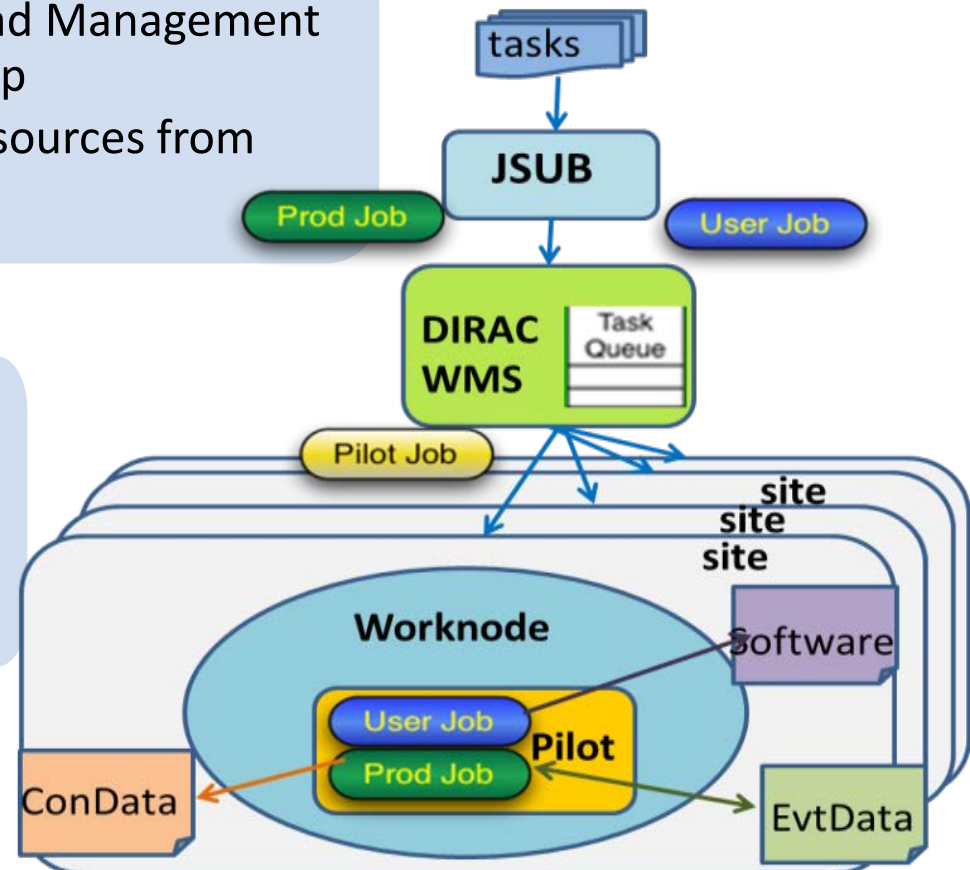 nd Management
p
sources from
tasks
JSUB
Prod Job
User Job
DIRAC
WMS
Task
Queue
Pilot Job
site
site
site
Worknode
Software
User Job
Pilot
Prod Job
ConData
EvtData